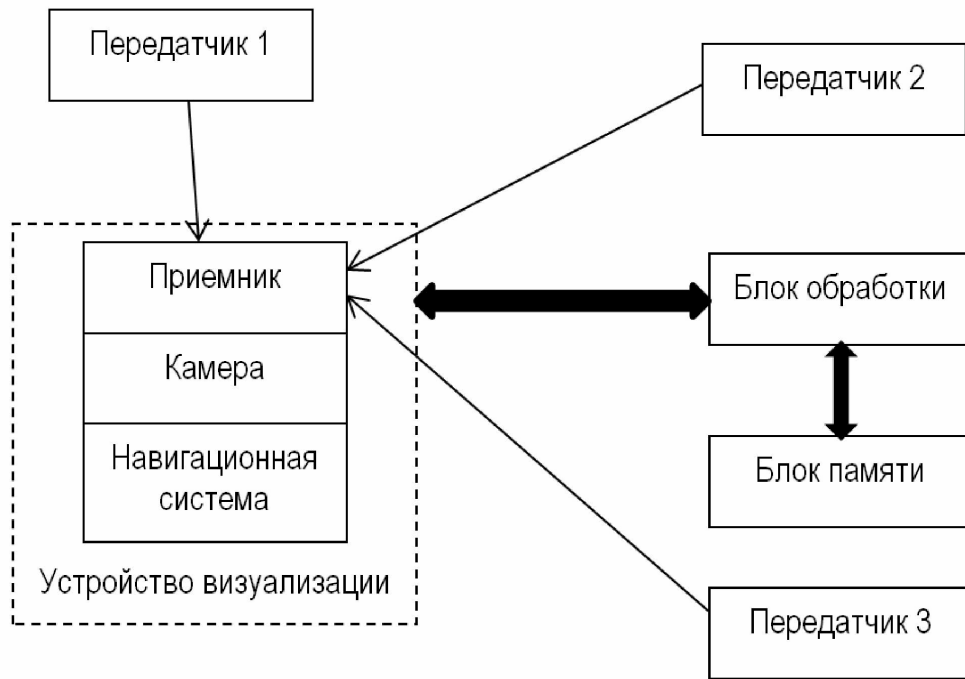 Передатчик 1
Передатчик 2
Приемник
Блок обработки
Камера
Навигационная
система
Блок памяти
Устройство визуализации
Передатчик 3